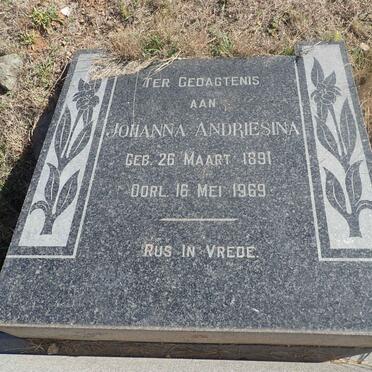 TER GEDAGTENIS
AAN
JOHANNA ANDRIESINA
GEB. 26 MAART 1891
OORL. 16 MEI 1969
RUS IN VREDE.